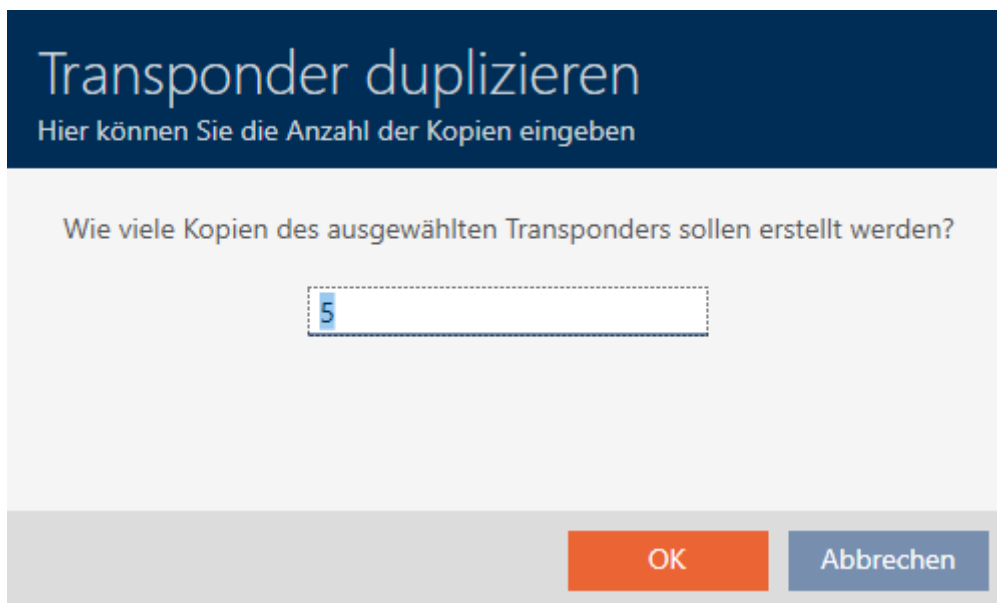 Transponder duplizieren
Hier können Sie die Anzahl der Kopien eingeben
Wie viele Kopien des ausgewählten Transponders sollen erstellt werden?
5
OK Abbrechen